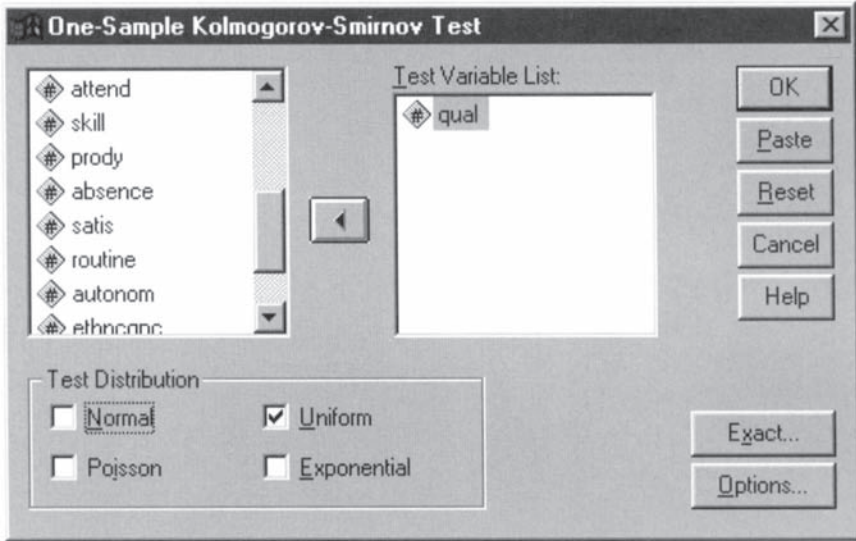 One-Sample Kolmogorov-Smirnov Test
attend
skill
prody
absence
satis
routine
autonom
Test Variable List:
qual
OK
Paste
Reset
Cancel
Help
Test Distribution
Normal
Uniform
Poisson
Exponential
Exact...
Options...